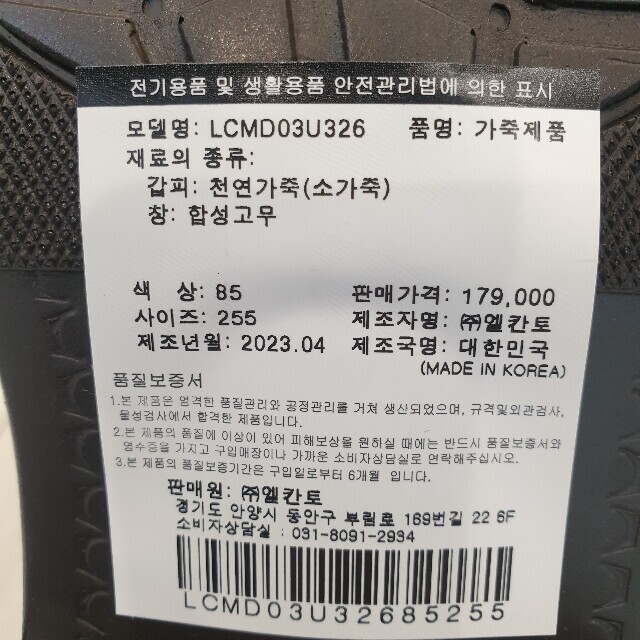 전기용품 및 생활용품 안전관리법에 의한 표시
모델명: LCMD03U326 품명: 가죽제품
재료의 종류:
갑피: 천연가죽(소가죽)
창: 합성고무
색 상: 85 판매가격: 179,000
사이즈: 255 제조자명: ㈜엘칸토
제조년월: 2023.04 제조국명: 대한민국
(MADE IN KOREA)
품질보증서
1.본 제품은 엄격한 품질관리와 공정관리를 거쳐 생산되었으며, 규격및외관검사,
물성검사에서 합격한 제품입니다.
2.본 제품의 품질에 이상이 있어 피해보상을 원하실 때에는 반드시 품질보증서와
영수증을 가지고 구입매장이나 가까운 소비자상담실로 연락해주십시오.
3.본 제품의 품질보증기간은 구입일로부터 6개월 입니다.
판매원: ㈜엘칸토
경기도 안양시 동안구 부림로 169번길 22 6F
소비자상담실 : 031-8091-2934
LCMD03U32685255